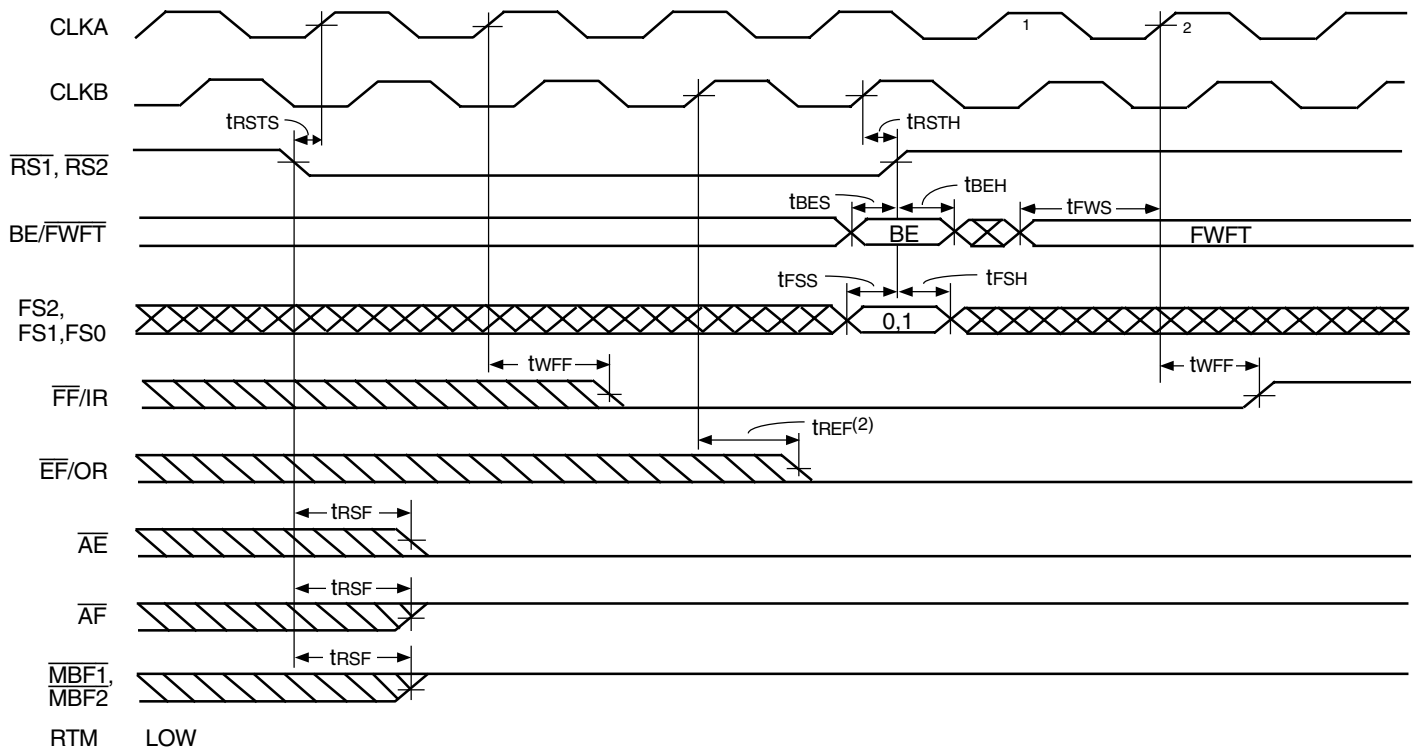 CLKA
1
2
CLKB
tRSTS
tRSTH
RS1, RS2
tBES
tBEH
tFWS
BE/FWFT
BE
FWFT
tFSS
tFSH
FS2,
FS1,FS0
0,1
tWFF
tWFF
FF/IR
tREF(2)
EF/OR
tRSF
AE
tRSF
AF
tRSF
MBF1,
MBF2
RTM LOW